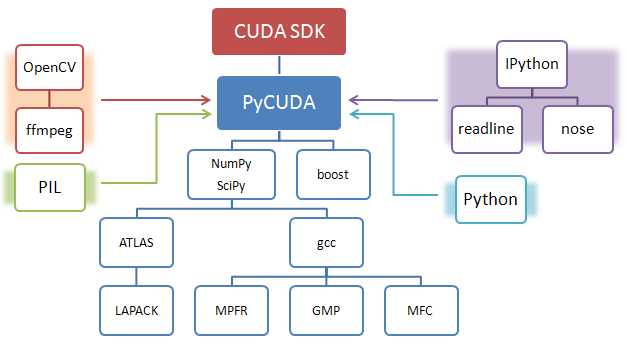 CUDA SDK
OpenCV
IPython
PyCUDA
ffmpeg
readline
nose
NumPy
SciPy
boost
PIL
Python
ATLAS
gcc
LAPACK
MPFR
GMP
MFC